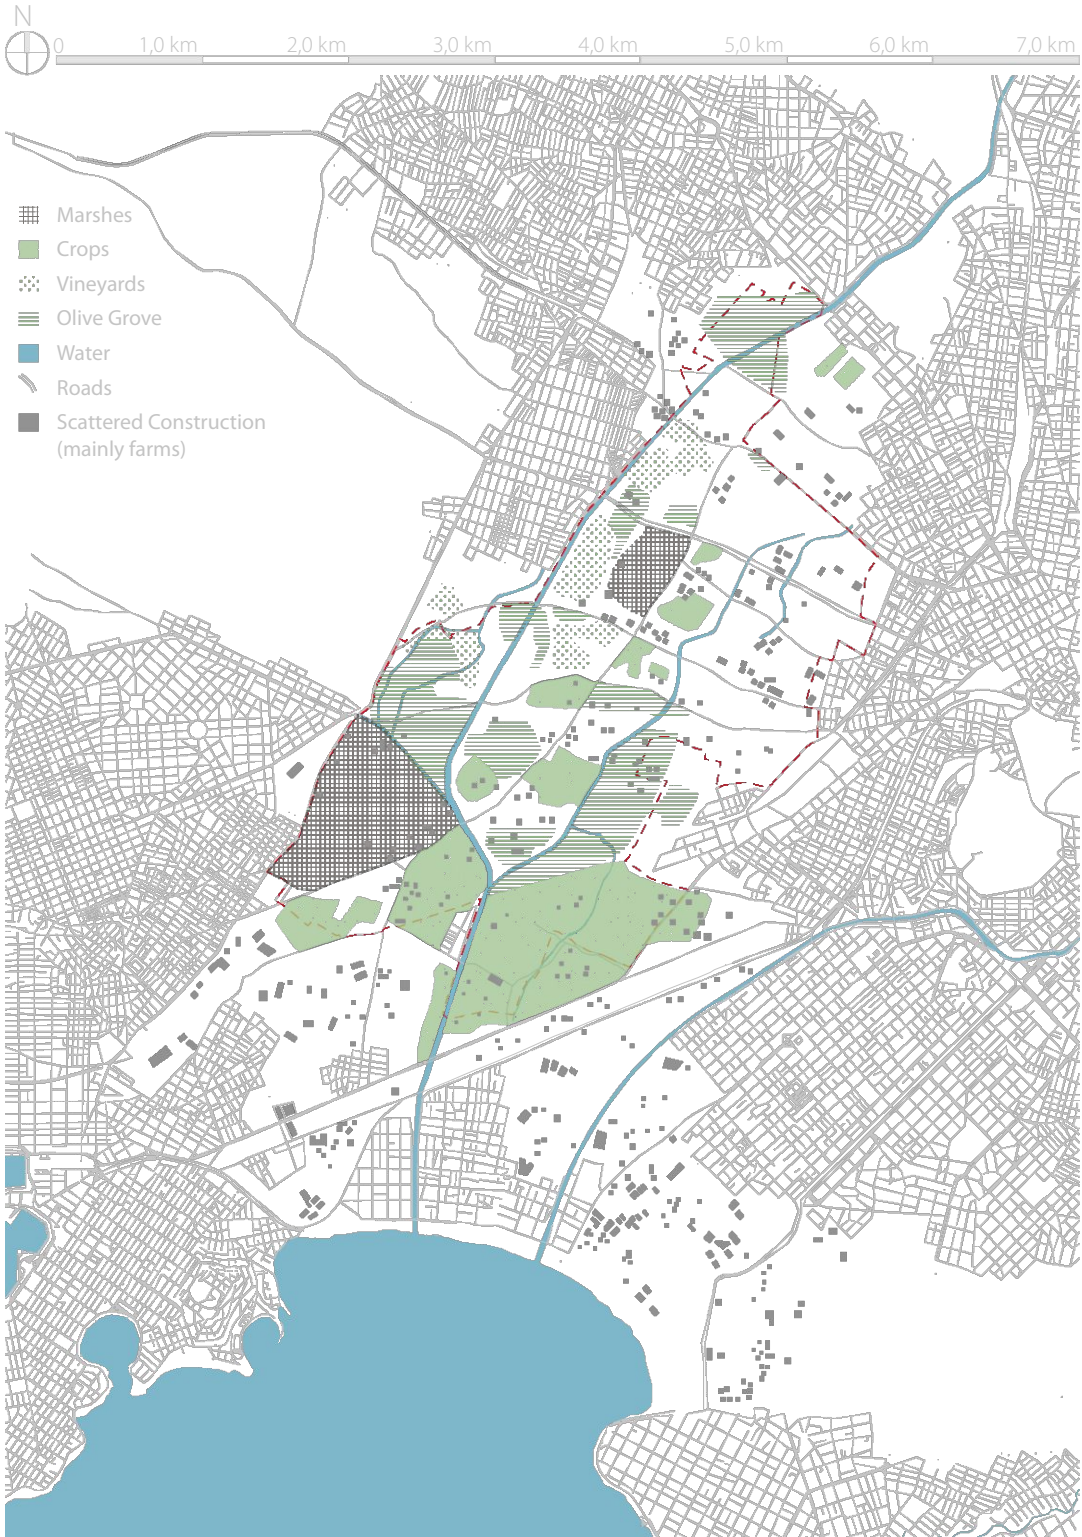 N
0 1,0 km 2,0 km 3,0 km 4,0 km 5,0 km 6,0 km 7,0 km
Marshes
Crops
Vineyards
Olive Grove
Water
Roads
Scattered Construction
(mainly farms)